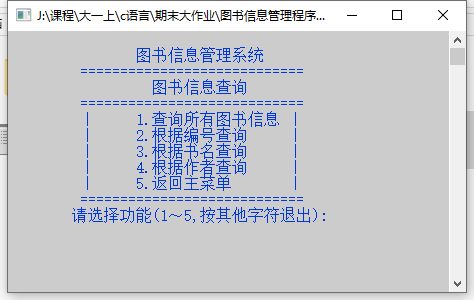 J:\课程\大一上\c语言\期末大作业\图书信息管理程序...
图书信息管理系统
============================
图书信息查询
============================
| 1.查询所有图书信息 |
| 2.根据编号查询 |
| 3.根据书名查询 |
| 4.根据作者查询 |
| 5.返回主菜单 |
============================
请选择功能(1～5,按其他字符退出):